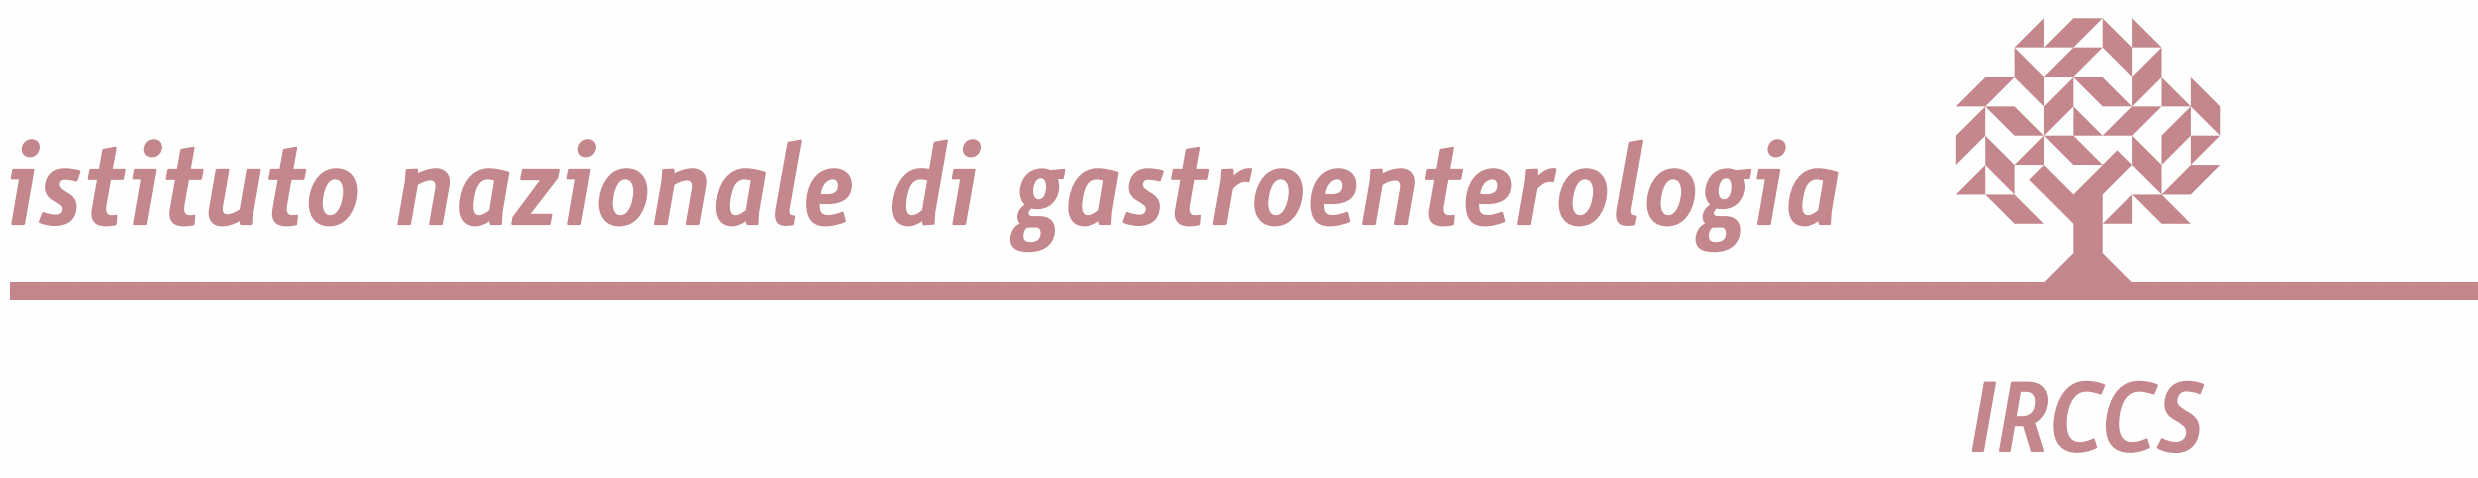 istituto nazionale di gastroenterologia
IRCCS